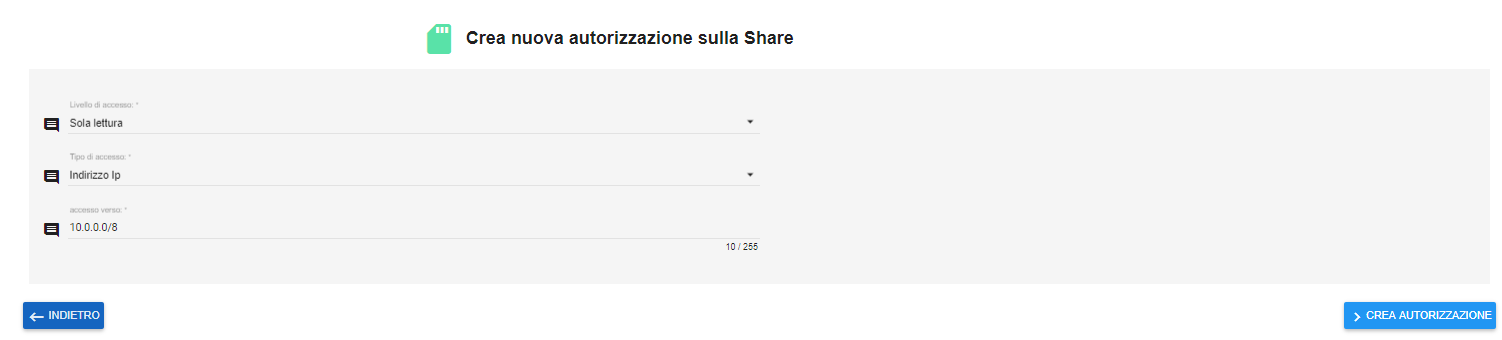 Crea nuova autorizzazione sulla Share
Livello di accesso: *
Sola lettura
Tipo di accesso: *
Indirizzo Ip
accesso verso: *
10.0.0.0/8
10 / 255
INDIETRO
CREA AUTORIZZAZIONE